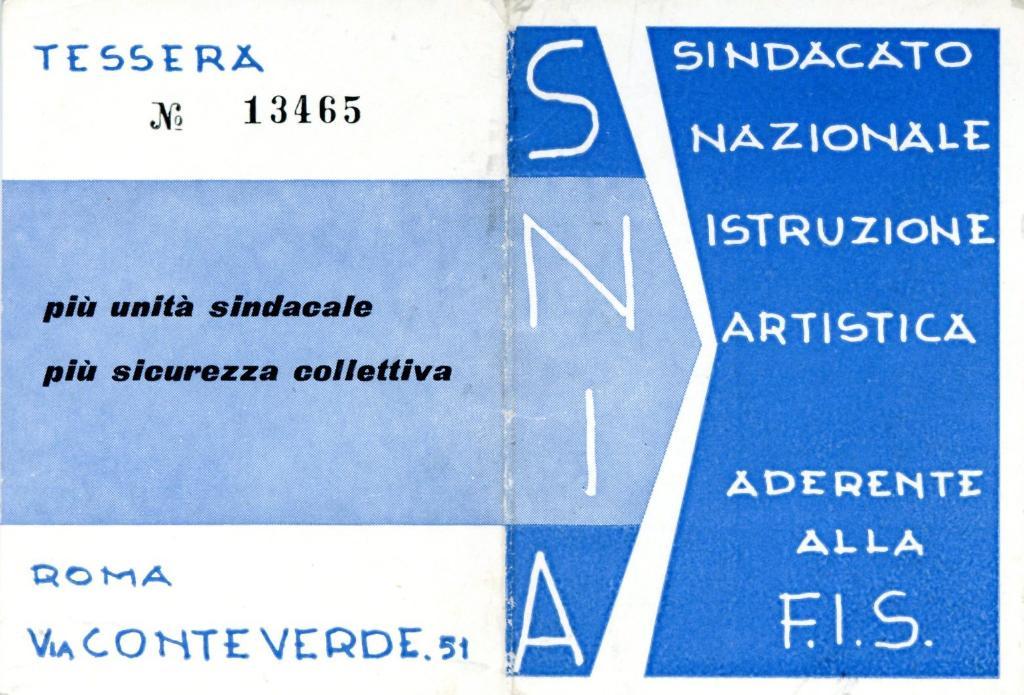 TESSERA
№ 13465
più unità sindacale
più sicurezza collettiva
ROMA
VIA CONTE VERDE. 51
S
N
I
A
SINDACATO
NAZIONALE
ISTRUZIONE
ARTISTICA
ADERENTE
ALLA
F.I.S.